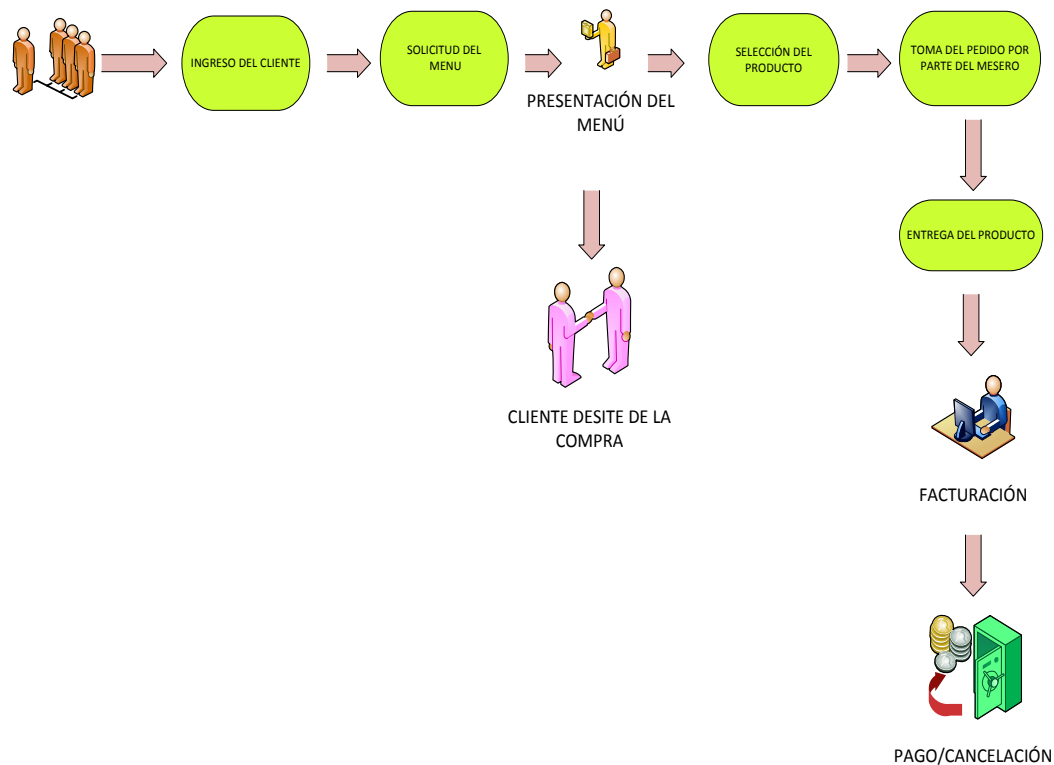 INGRESO DEL CLIENTE
SOLICITUD DEL
MENU
PRESENTACIÓN DEL
MENÚ
SELECCIÓN DEL
PRODUCTO
TOMA DEL PEDIDO POR
PARTE DEL MESERO
ENTREGA DEL PRODUCTO
CLIENTE DESITE DE LA
COMPRA
FACTURACIÓN
PAGO/CANCELACIÓN